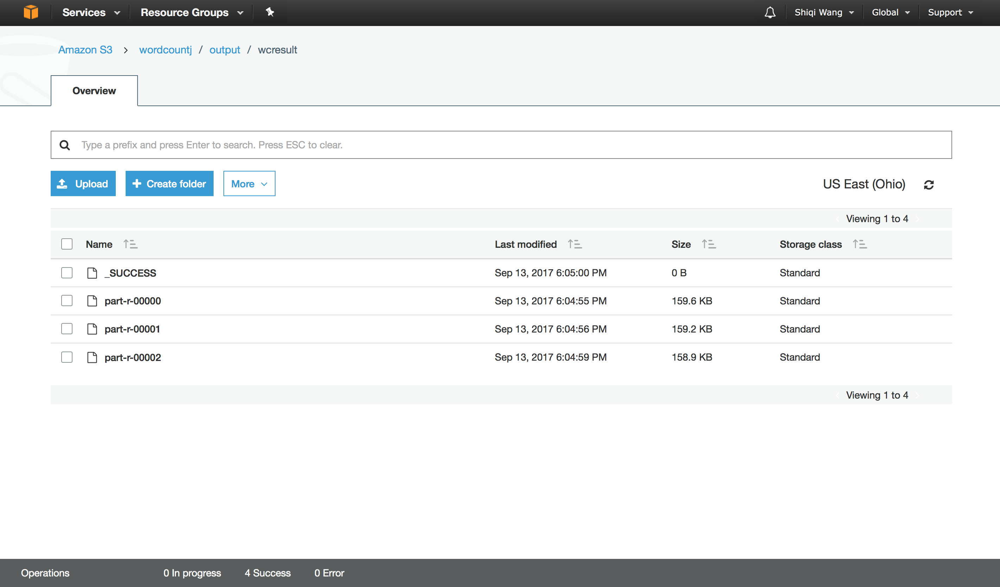 Services Resource Groups Shiqi Wang Global Support
Amazon S3 > wordcountj / output / wcresult
Overview
Type a prefix and press Enter to search. Press ESC to clear.
Upload Create folder More US East (Ohio)
Viewing 1 to 4
Name Last modified Size Storage class
_SUCCESS Sep 13, 2017 6:05:00 PM 0 B Standard
part-r-00000 Sep 13, 2017 6:04:55 PM 159.6 KB Standard
part-r-00001 Sep 13, 2017 6:04:56 PM 159.2 KB Standard
part-r-00002 Sep 13, 2017 6:04:59 PM 158.9 KB Standard
Viewing 1 to 4
Operations 0 In progress 4 Success 0 Error